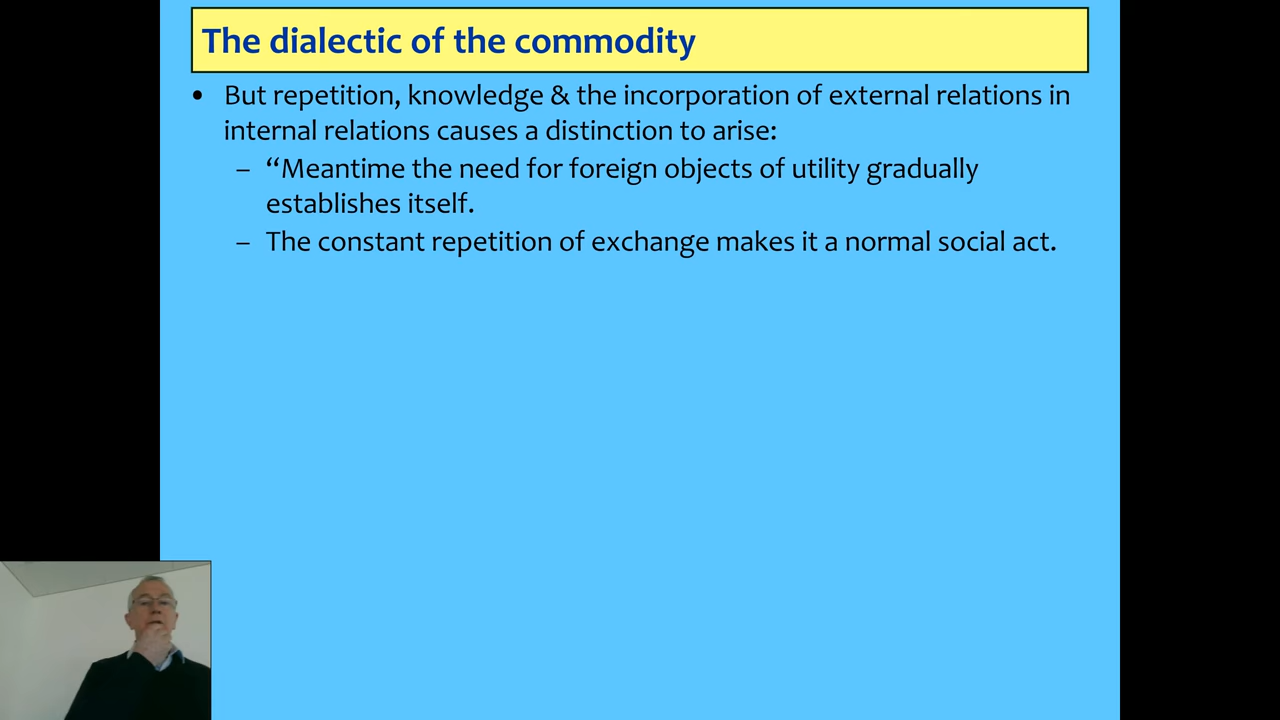 The dialectic of the commodity
• But repetition, knowledge & the incorporation of external relations in
internal relations causes a distinction to arise:
– “Meantime the need for foreign objects of utility gradually
establishes itself.
– The constant repetition of exchange makes it a normal social act.